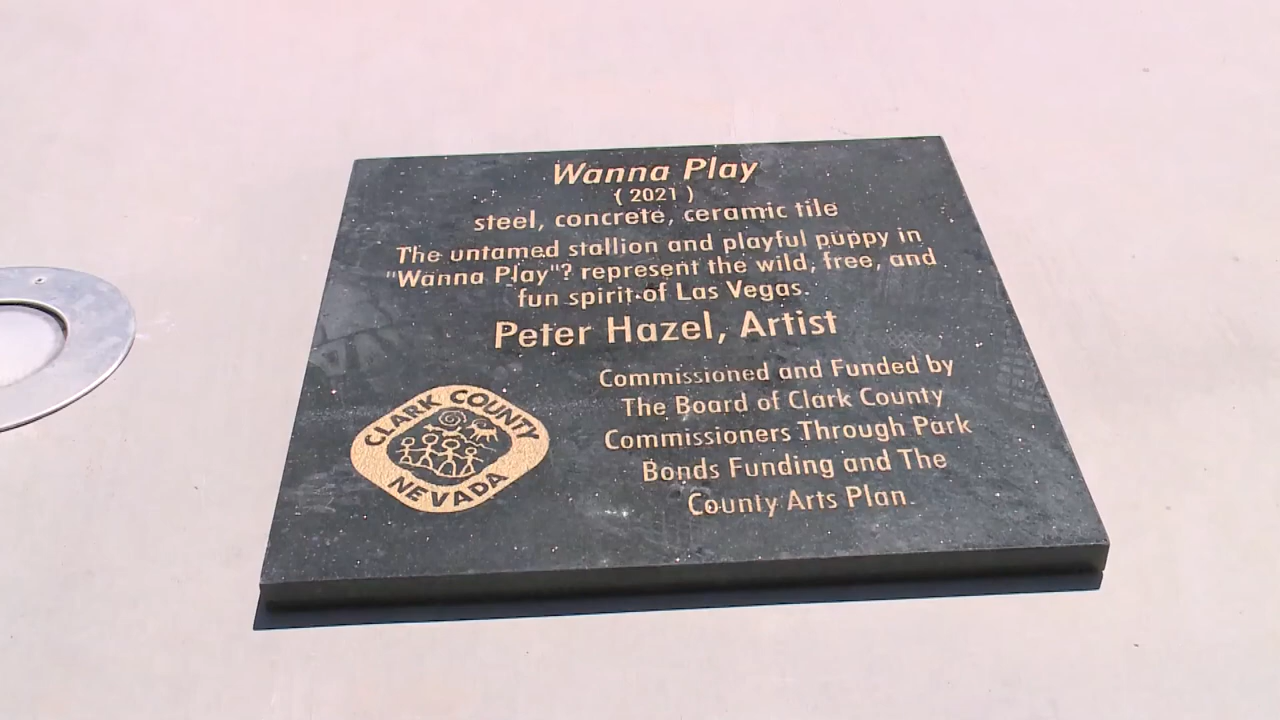 Wanna Play
( 2021 )
steel, concrete, ceramic tile
The untamed stallion and playful puppy in
"Wanna Play"? represent the wild, free, and
fun spirit of Las Vegas.
Peter Hazel, Artist
Commissioned and Funded by
The Board of Clark County
Commissioners Through Park
Bonds Funding and The
County Arts Plan.
CLARK COUNTY
NEVADA